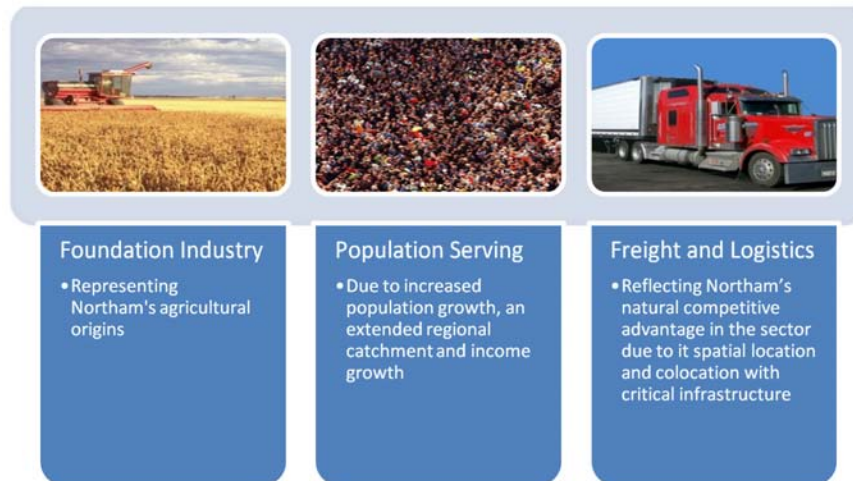 Foundation Industry
•Representing
Northam's agricultural
origins
Population Serving
•Due to increased
population growth, an
extended regional
catchment and income
growth
Freight and Logistics
•Reflecting Northam's
natural competitive
advantage in the sector
due to it spatial location
and colocation with
critical infrastructure